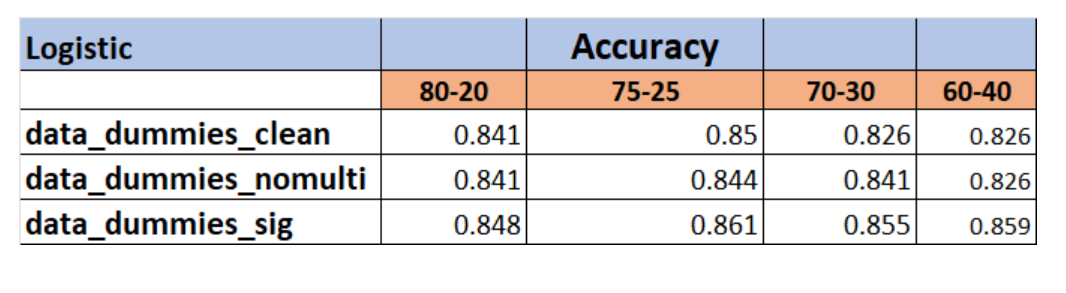 Logistic Accuracy
80-20 75-25 70-30 60-40
data_dummies_clean 0.841 0.85 0.826 0.826
data_dummies_nomulti 0.841 0.844 0.841 0.826
data_dummies_sig 0.848 0.861 0.855 0.859